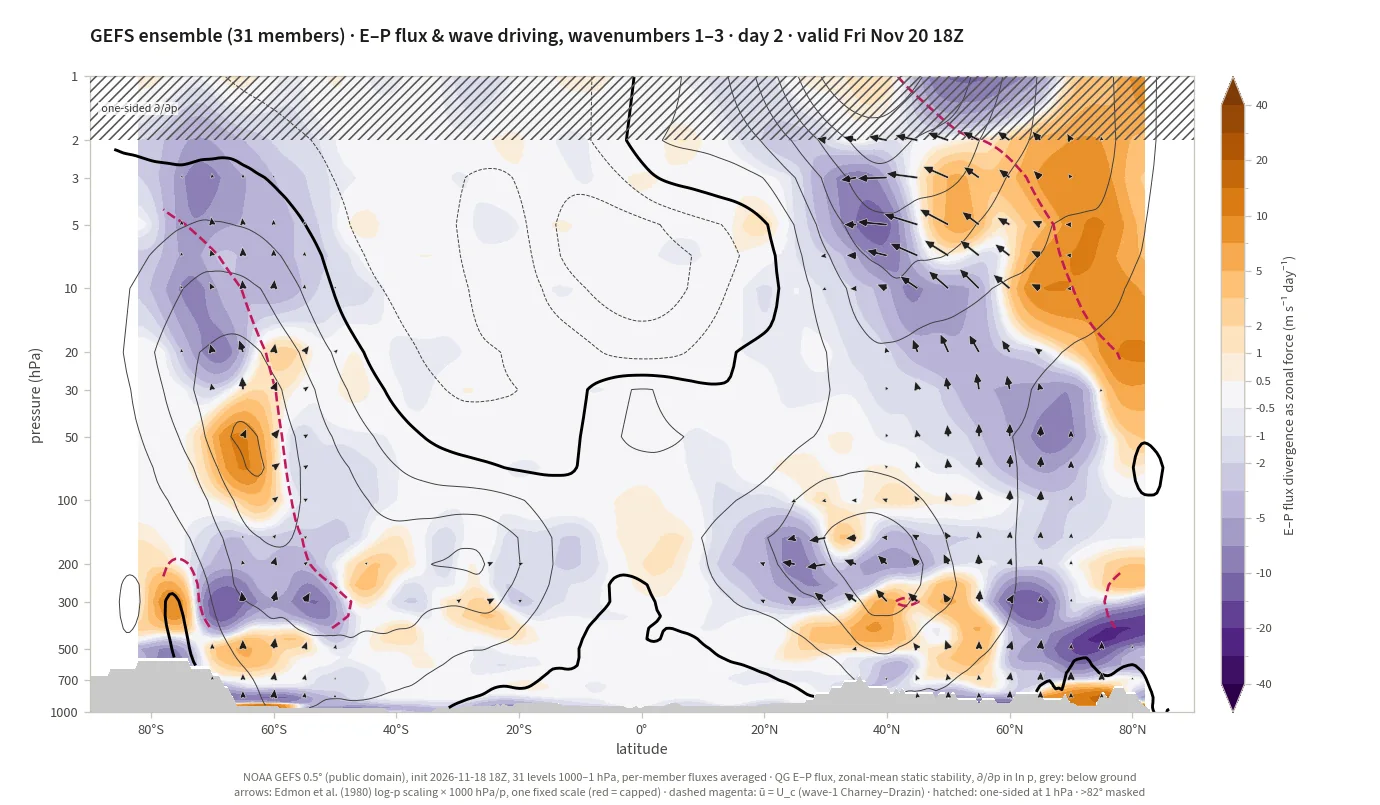 GEFS ensemble (31 members) · E–P flux & wave driving, wavenumbers 1–3 · day 2 · valid Fri Nov 20 18Z
one-sided ∂/∂p
1
2
3
5
10
20
30
50
100
200
300
500
700
1000
pressure (hPa)
80°S
60°S
40°S
20°S
0°
20°N
40°N
60°N
80°N
latitude
40
20
10
5
2
1
0.5
-0.5
-1
-2
-5
-10
-20
-40
E–P flux divergence as zonal force (m s⁻¹ day⁻¹)
NOAA GEFS 0.5° (public domain), init 2026-11-18 18Z, 31 levels 1000–1 hPa, per-member fluxes averaged · QG E–P flux, zonal-mean static stability, ∂/∂p in ln p, grey: below ground
arrows: Edmon et al. (1980) log-p scaling × 1000 hPa/p, one fixed scale (red = capped) · dashed magenta: ū = U_c (wave-1 Charney–Drazin) · hatched: one-sided at 1 hPa · >82° masked